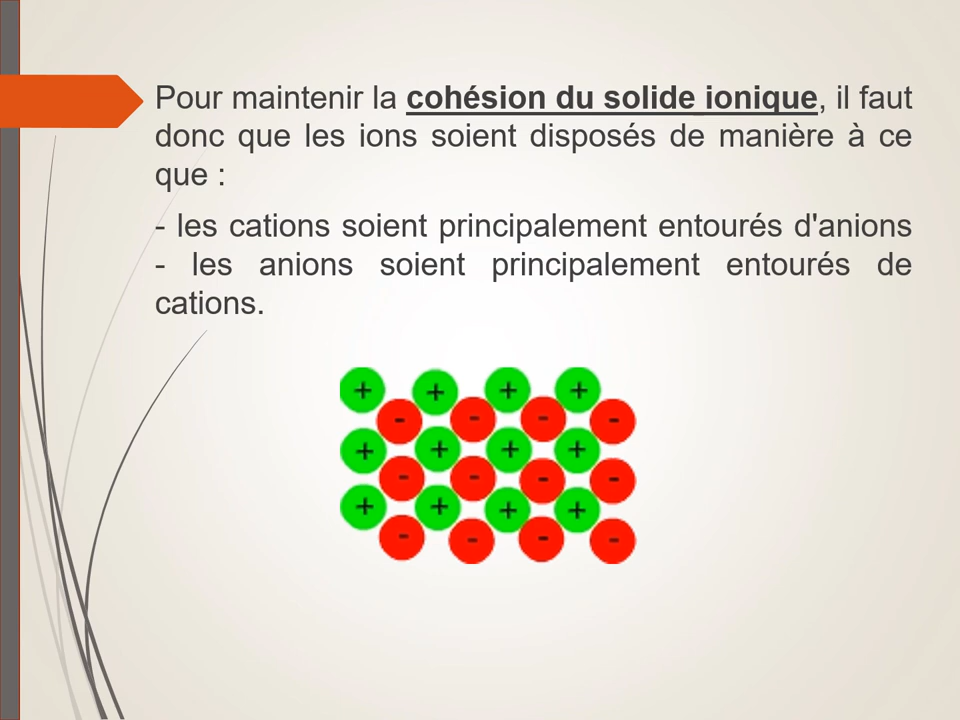 Pour maintenir la cohésion du solide ionique, il faut
donc que les ions soient disposés de manière à ce
que :
- les cations soient principalement entourés d'anions
- les anions soient principalement entourés de
cations.
+ + + +
- - - -
+ + + +
- - - -
+ + + +
- - - -